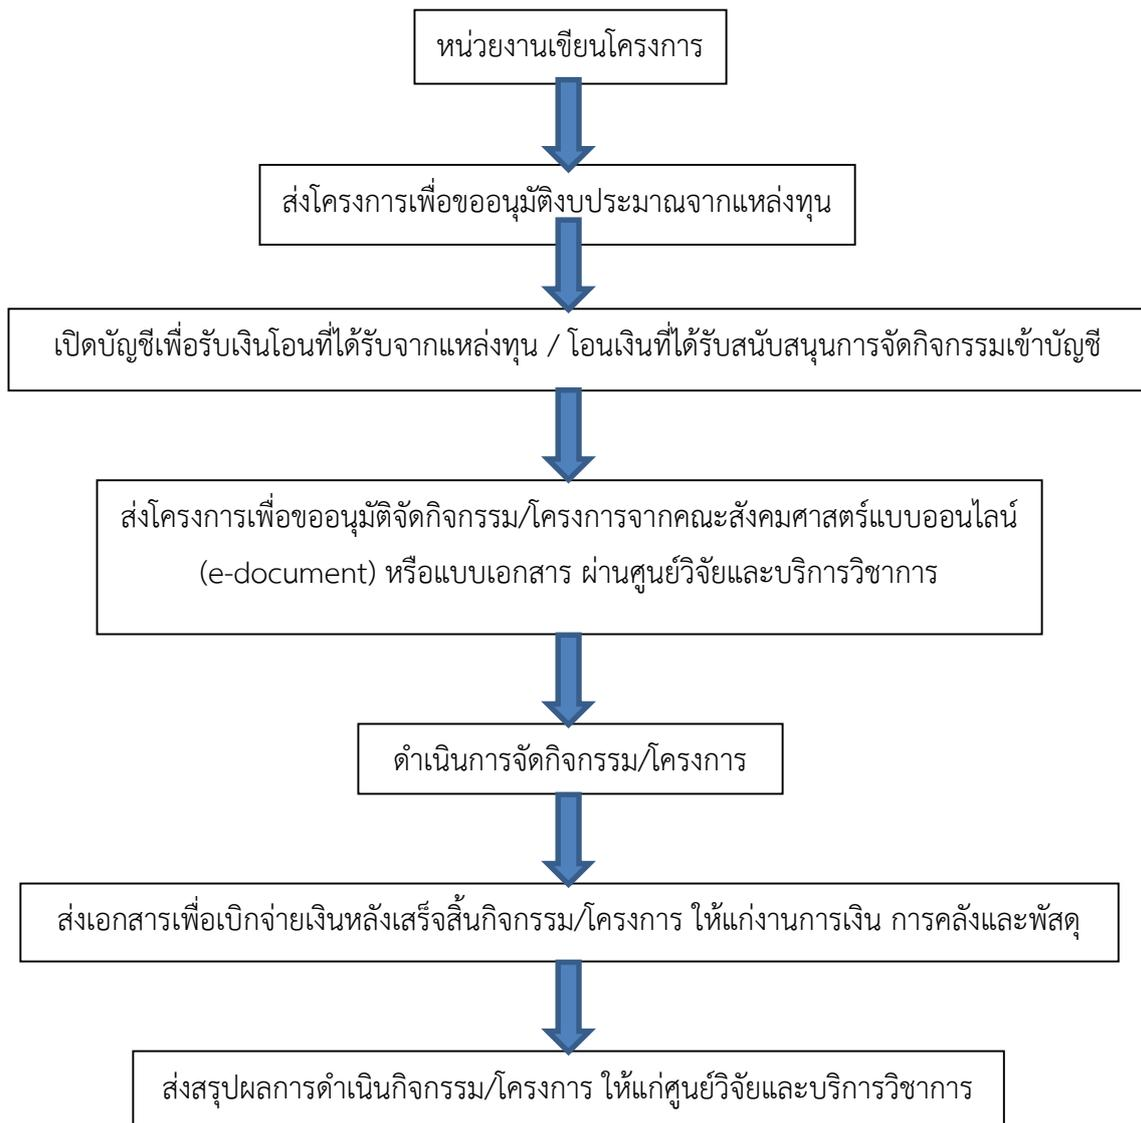 หน่วยงานเขียนโครงการ
ส่งโครงการเพื่อขออนุมัติงบประมาณจากแหล่งทุน
เปิดบัญชีเพื่อรับเงินโอนที่ได้รับจากแหล่งทุน / โอนเงินที่ได้รับสนับสนุนการจัดกิจกรรมเข้าบัญชี
ส่งโครงการเพื่อขออนุมัติจัดกิจกรรม/โครงการจากคณะสังคมศาสตร์แบบออนไลน์
(e-document) หรือแบบเอกสาร ผ่านศูนย์วิจัยและบริการวิชาการ
ดำเนินการจัดกิจกรรม/โครงการ
ส่งเอกสารเพื่อเบิกจ่ายเงินหลังเสร็จสิ้นกิจกรรม/โครงการ ให้แก่งานการเงิน การคลังและพัสดุ
ส่งสรุปผลการดำเนินกิจกรรม/โครงการ ให้แก่ศูนย์วิจัยและบริการวิชาการ